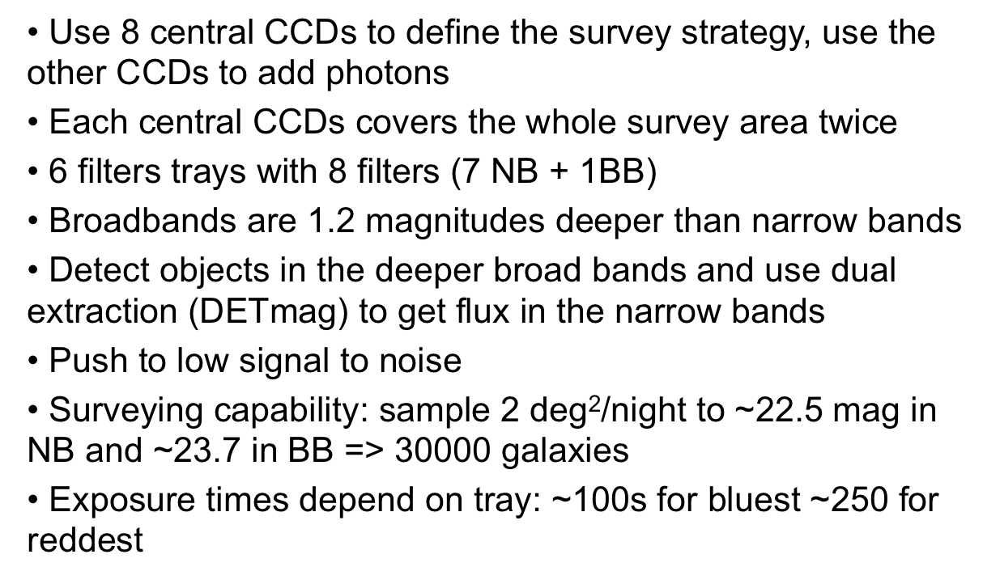 • Use 8 central CCDs to define the survey strategy, use the
other CCDs to add photons
• Each central CCDs covers the whole survey area twice
• 6 filters trays with 8 filters (7 NB + 1BB)
• Broadbands are 1.2 magnitudes deeper than narrow bands
• Detect objects in the deeper broad bands and use dual
extraction (DETmag) to get flux in the narrow bands
• Push to low signal to noise
• Surveying capability: sample 2 deg²/night to ~22.5 mag in
NB and ~23.7 in BB => 30000 galaxies
• Exposure times depend on tray: ~100s for bluest ~250 for
reddest